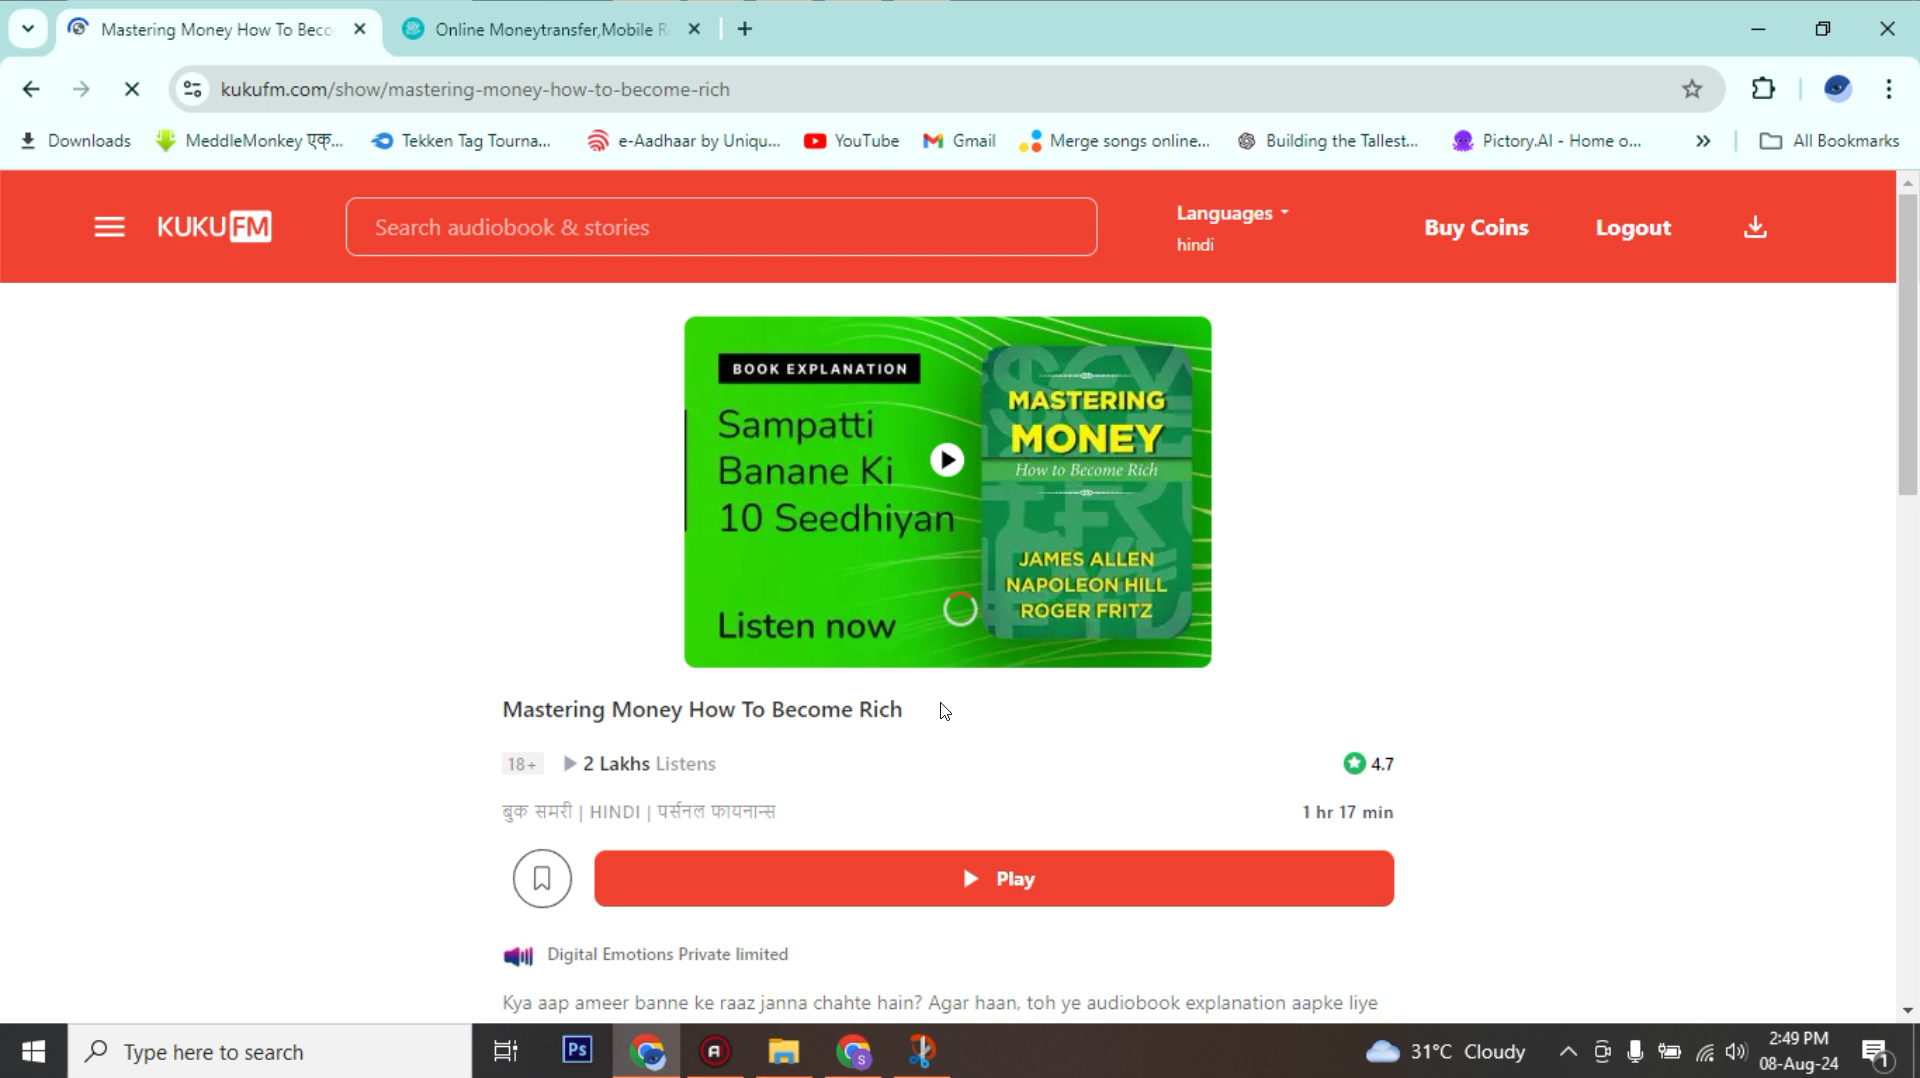 Mastering Money How To Beco
Online Moneytransfer,Mobile R
kukufm.com/show/mastering-money-how-to-become-rich
Downloads
MeddleMonkey एक्...
Tekken Tag Tourna...
e-Aadhaar by Uniqu...
YouTube
Gmail
Merge songs online...
Building the Tallest...
Pictory.AI - Home o...
All Bookmarks
KUKU FM
Search audiobook & stories
Languages
hindi
Buy Coins
Logout
BOOK EXPLANATION
Sampatti
Banane Ki
10 Seedhiyan
Listen now
MASTERING
MONEY
How to Become Rich
JAMES ALLEN
NAPOLEON HILL
ROGER FRITZ
Mastering Money How To Become Rich
18+
2 Lakhs Listens
4.7
बुक समरी | HINDI | पर्सनल फायनान्स
1 hr 17 min
Play
Digital Emotions Private limited
Kya aap ameer banne ke raaz janna chahte hain? Agar haan, toh ye audiobook explanation aapke liye
Type here to search
Ps
31°C Cloudy
2:49 PM
08-Aug-24
1